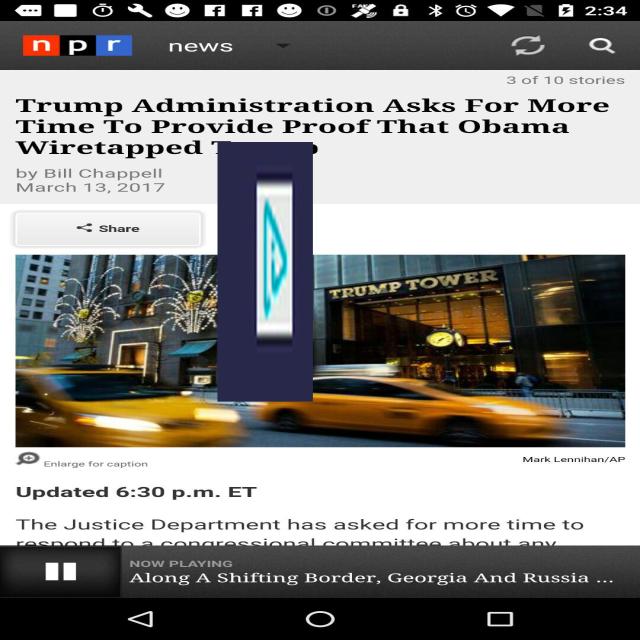 2:34
npr news
3 of 10 stories
Trump Administration Asks For More
Time To Provide Proof That Obama
Wiretapped
by Bill Chappell
March 13, 2017
Share
TRUMP TOWER
Enlarge for caption
Mark Lennihan/AP
Updated 6:30 p.m. ET
The Justice Department has asked for more time to
respond to a congressional committee about any
NOW PLAYING
Along A Shifting Border, Georgia And Russia ...